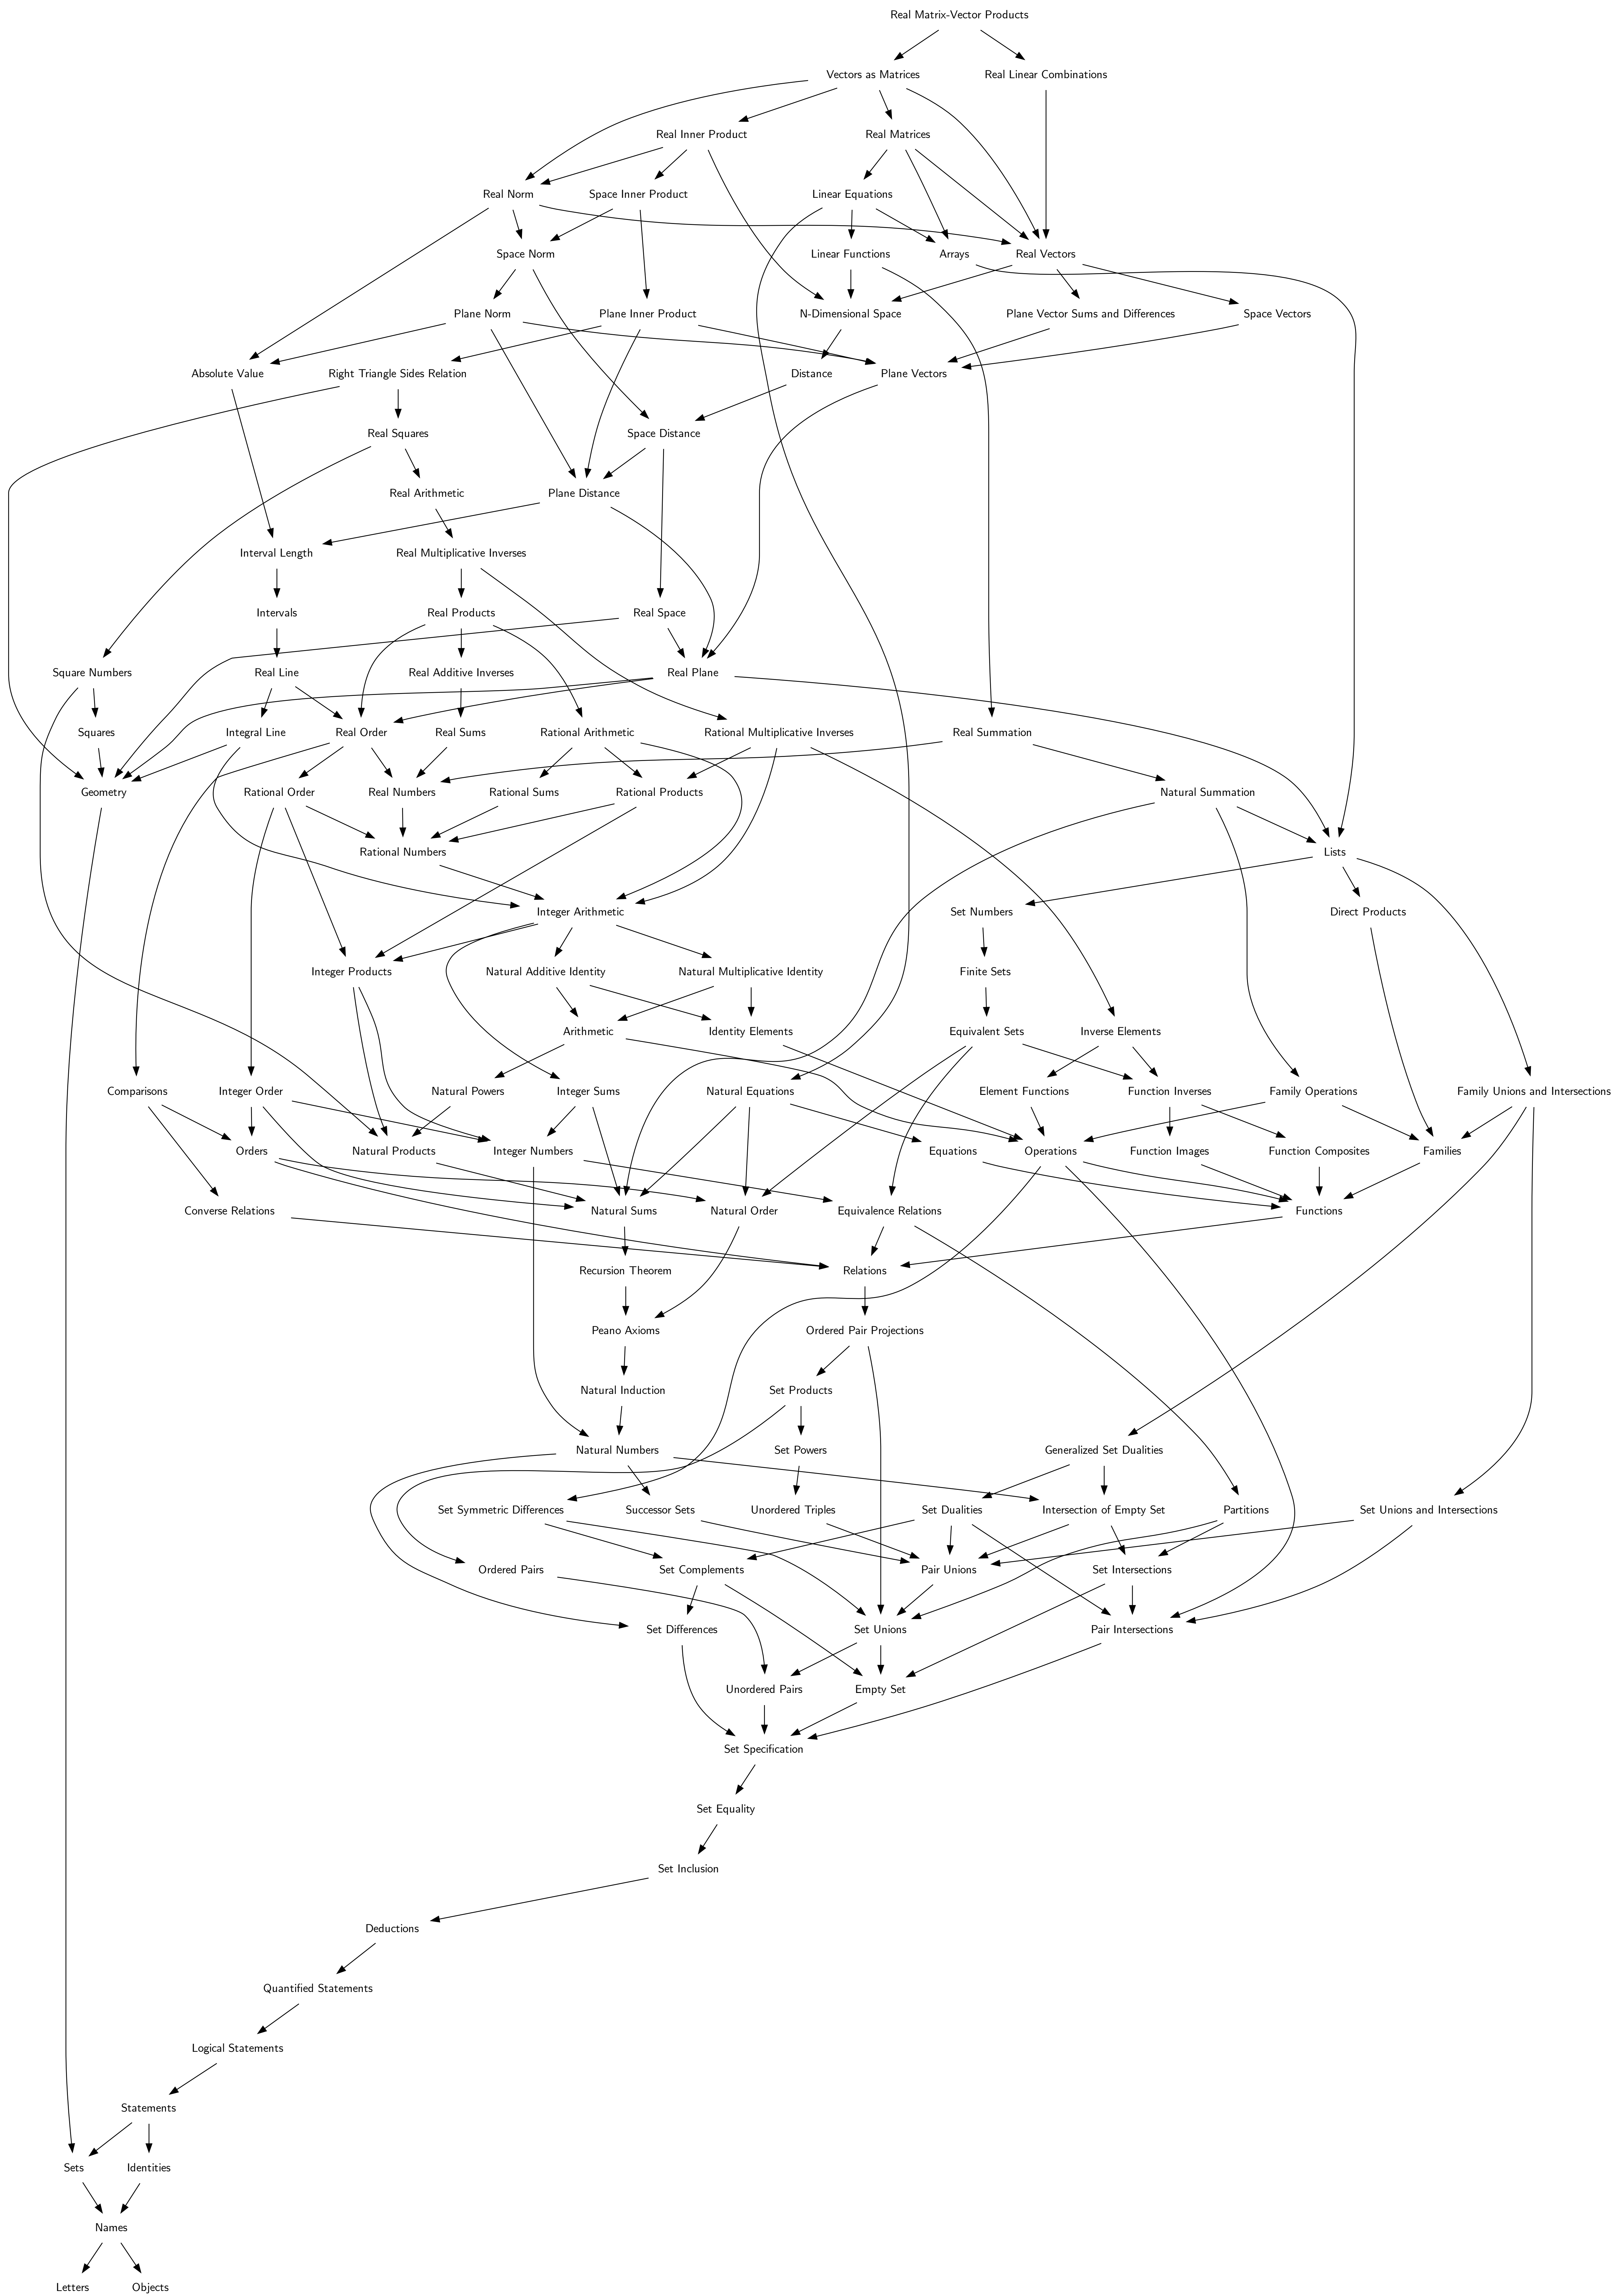 Real Matrix-Vector Products
Vectors as Matrices
Real Linear Combinations
Real Inner Product
Real Matrices
Real Norm
Space Inner Product
Linear Equations
Space Norm
Linear Functions
Arrays
Real Vectors
Plane Norm
Plane Inner Product
N-Dimensional Space
Plane Vector Sums and Differences
Space Vectors
Absolute Value
Right Triangle Sides Relation
Distance
Plane Vectors
Real Squares
Space Distance
Real Arithmetic
Plane Distance
Interval Length
Real Multiplicative Inverses
Intervals
Real Products
Real Space
Square Numbers
Real Line
Real Additive Inverses
Real Plane
Squares
Integral Line
Real Order
Real Sums
Rational Arithmetic
Rational Multiplicative Inverses
Real Summation
Geometry
Rational Order
Real Numbers
Rational Sums
Rational Products
Natural Summation
Rational Numbers
Lists
Integer Arithmetic
Set Numbers
Direct Products
Integer Products
Natural Additive Identity
Natural Multiplicative Identity
Finite Sets
Arithmetic
Identity Elements
Equivalent Sets
Inverse Elements
Comparisons
Integer Order
Natural Powers
Integer Sums
Natural Equations
Element Functions
Function Inverses
Family Operations
Family Unions and Intersections
Orders
Natural Products
Integer Numbers
Equations
Operations
Function Images
Function Composites
Families
Converse Relations
Natural Sums
Natural Order
Equivalence Relations
Functions
Recursion Theorem
Relations
Peano Axioms
Ordered Pair Projections
Natural Induction
Set Products
Natural Numbers
Set Powers
Generalized Set Dualities
Set Symmetric Differences
Successor Sets
Unordered Triples
Set Dualities
Intersection of Empty Set
Partitions
Set Unions and Intersections
Ordered Pairs
Set Complements
Pair Unions
Set Intersections
Set Differences
Set Unions
Pair Intersections
Unordered Pairs
Empty Set
Set Specification
Set Equality
Set Inclusion
Deductions
Quantified Statements
Logical Statements
Statements
Sets
Identities
Names
Letters
Objects